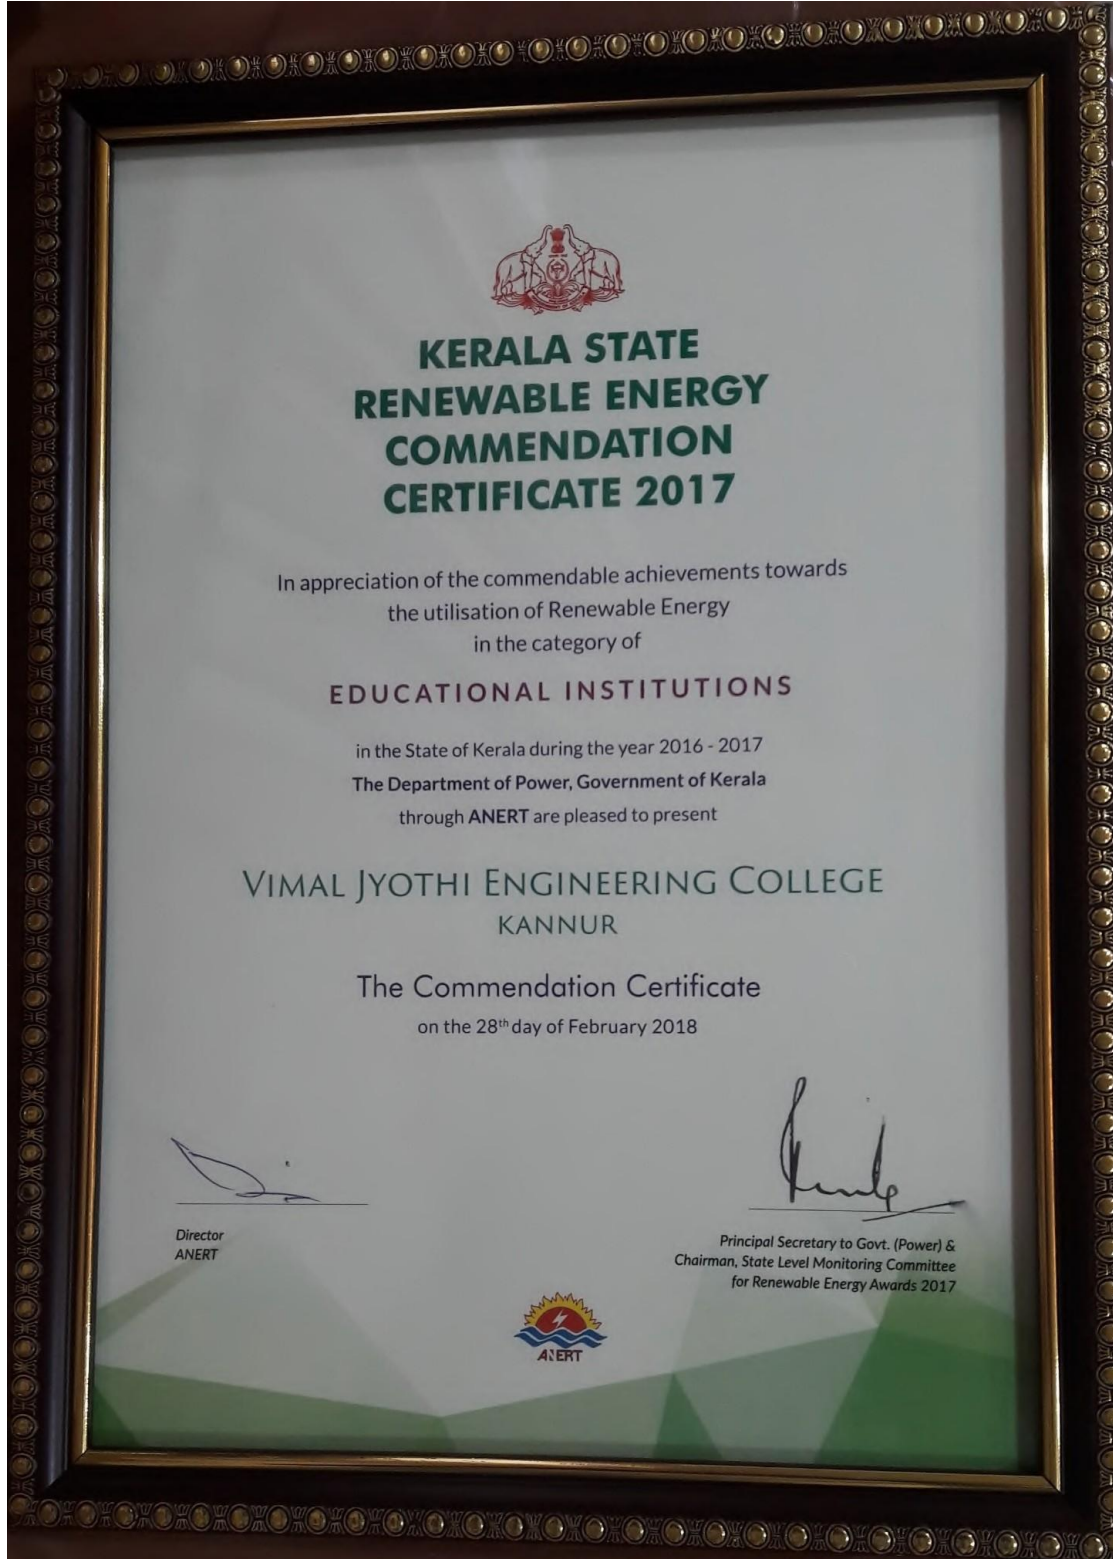 KERALA STATE
RENEWABLE ENERGY
COMMENDATION
CERTIFICATE 2017
In appreciation of the commendable achievements towards
the utilisation of Renewable Energy
in the category of
EDUCATIONAL INSTITUTIONS
in the State of Kerala during the year 2016 - 2017
The Department of Power, Government of Kerala
through ANERT are pleased to present
VIMAL JYOTHI ENGINEERING COLLEGE
KANNUR
The Commendation Certificate
on the 28th day of February 2018
Director
ANERT
Principal Secretary to Govt. (Power) &
Chairman, State Level Monitoring Committee
for Renewable Energy Awards 2017
ANERT